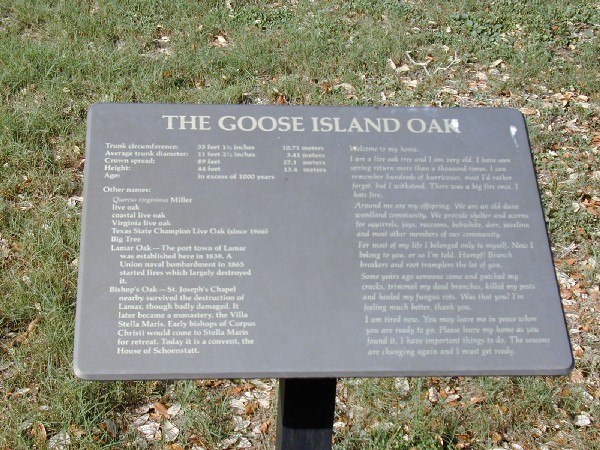 THE GOOSE ISLAND OAK
Trunk circumference: 35 feet 1¾ inches 10.71 meters
Average trunk diameter: 11 feet 2¼ inches 3.41 meters
Crown spread: 89 feet 27.1 meters
Height: 44 feet 13.4 meters
Age: in excess of 1000 years
Other names:
Quercus virginiana Miller
live oak
coastal live oak
Virginia live oak
Texas State Champion Live Oak (since 1966)
Big Tree
Lamar Oak — The port town of Lamar
was established here in 1838. A
Union naval bombardment in 1865
started fires which largely destroyed
it.
Bishop's Oak — St. Joseph's Chapel
nearby survived the destruction of
Lamar, though badly damaged. It
later became a monastery, the Villa
Stella Maris. Early bishops of Corpus
Christi would come to Stella Maris
for retreat. Today it is a convent, the
House of Schoenstatt.
Welcome to my home.
I am a live oak tree and I am very old. I have seen
spring return more than a thousand times. I can
remember hundreds of hurricanes, most I'd rather
forget, but I withstood. There was a big fire once. I
hate fire.
Around me are my offspring. We are an old-dune
woodland community. We provide shelter and acorns
for squirrels, jays, raccoons, bobwhite, deer, javelina
and most other members of our community.
For most of my life I belonged only to myself. Now I
belong to you, or so I'm told. Humpf! Branch
breakers and root tramplers the lot of you.
Some years ago someone came and patched my
cracks, trimmed my dead branches, killed my pests
and healed my fungus rots. Was that you? I'm
feeling much better, thank you.
I am tired now. You may leave me in peace when
you are ready to go. Please leave my home as you
found it. I have important things to do. The seasons
are changing again and I must get ready.